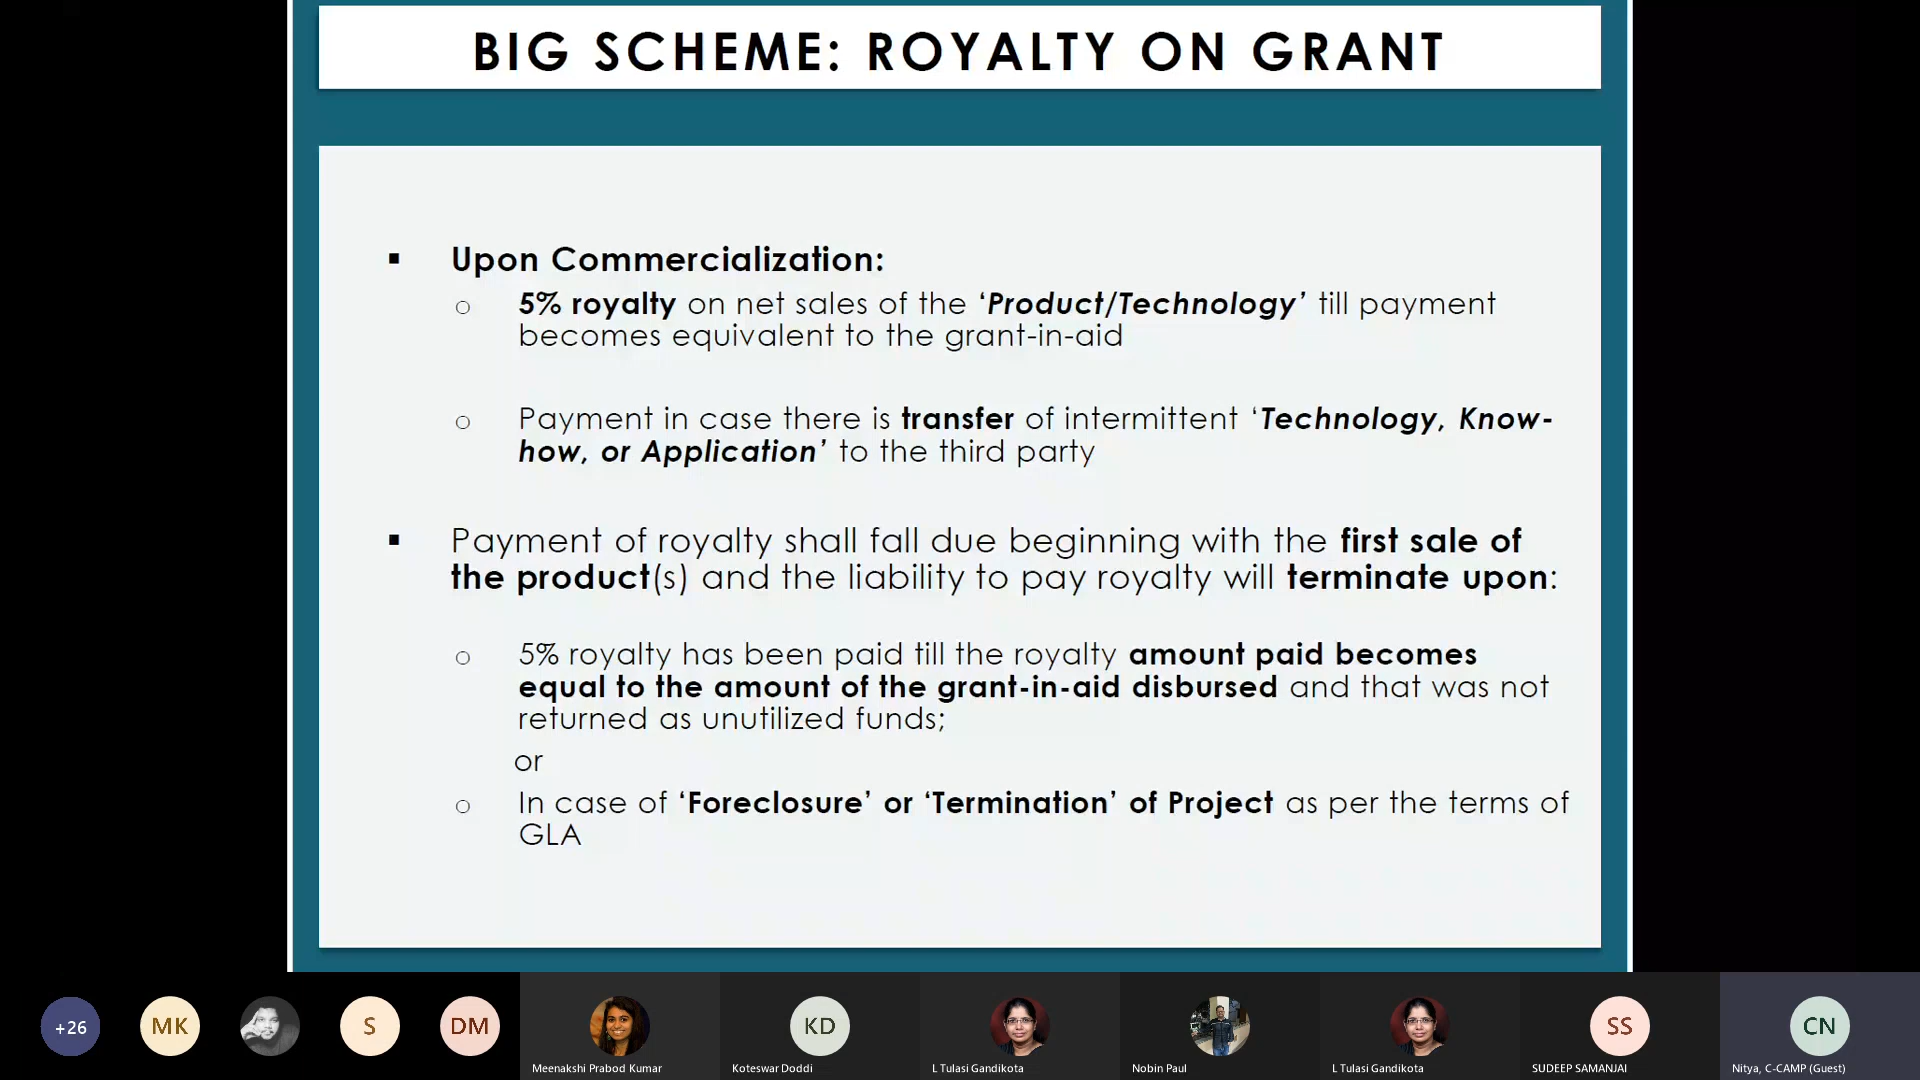 BIG SCHEME: ROYALTY ON GRANT
▪ Upon Commercialization:
○ 5% royalty on net sales of the ‘Product/Technology’ till payment
becomes equivalent to the grant-in-aid
○ Payment in case there is transfer of intermittent ‘Technology, Know-
how, or Application’ to the third party
▪ Payment of royalty shall fall due beginning with the first sale of
the product(s) and the liability to pay royalty will terminate upon:
○ 5% royalty has been paid till the royalty amount paid becomes
equal to the amount of the grant-in-aid disbursed and that was not
returned as unutilized funds;
or
○ In case of ‘Foreclosure’ or ‘Termination’ of Project as per the terms of
GLA
+26
MK
S
DM
Meenakshi Prabod Kumar
KD
Koteswar Doddi
L Tulasi Gandikota
Nobin Paul
L Tulasi Gandikota
SS
SUDEEP SAMANJAI
CN
Nitya, C-CAMP (Guest)